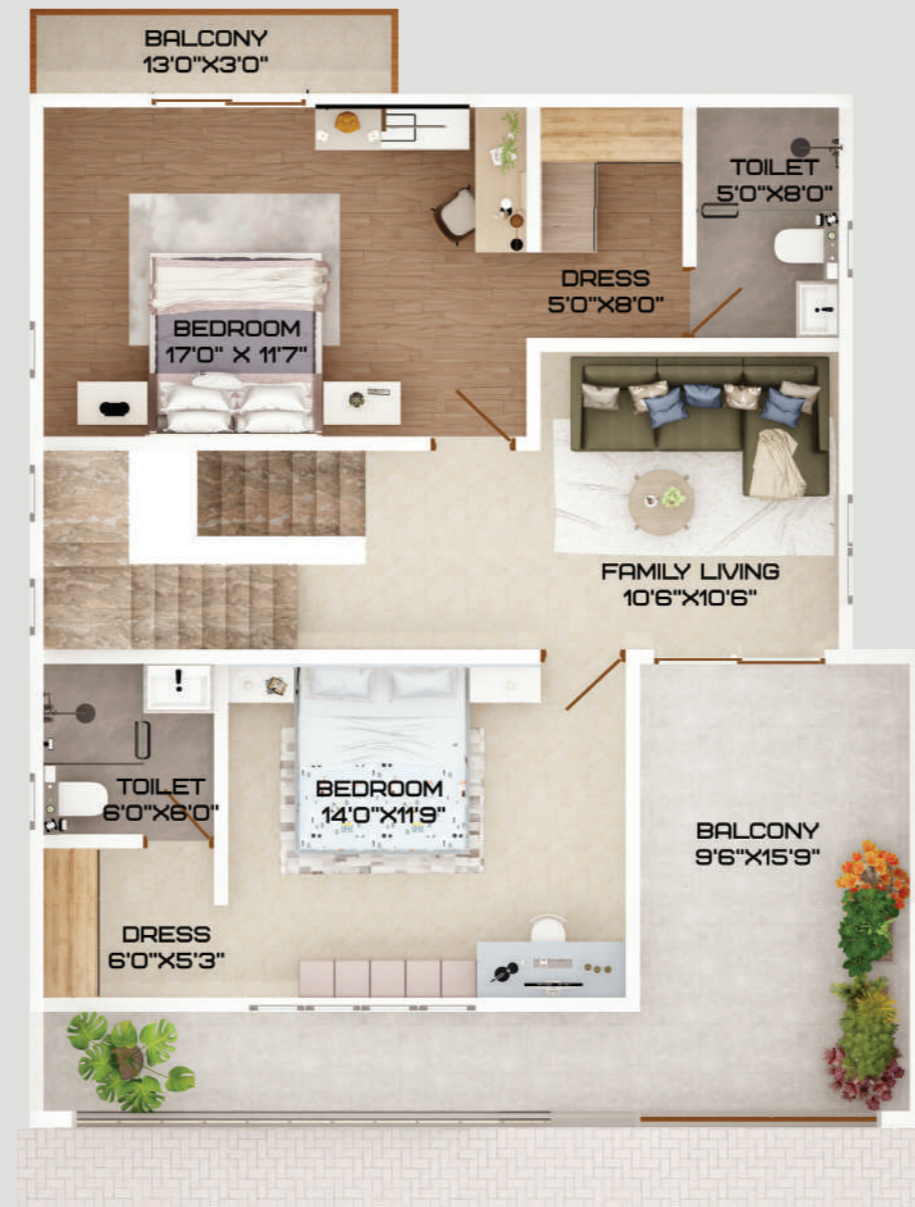 BALCONY
13'0"X3'0"
TOILET
5'0"X8'0"
DRESS
5'0"X8'0"
BEDROOM
17'0" X 11'7"
FAMILY LIVING
10'6"X10'6"
TOILET
6'0"X6'0"
BEDROOM
14'0"X11'9"
BALCONY
9'6"X15'9"
DRESS
6'0"X5'3"